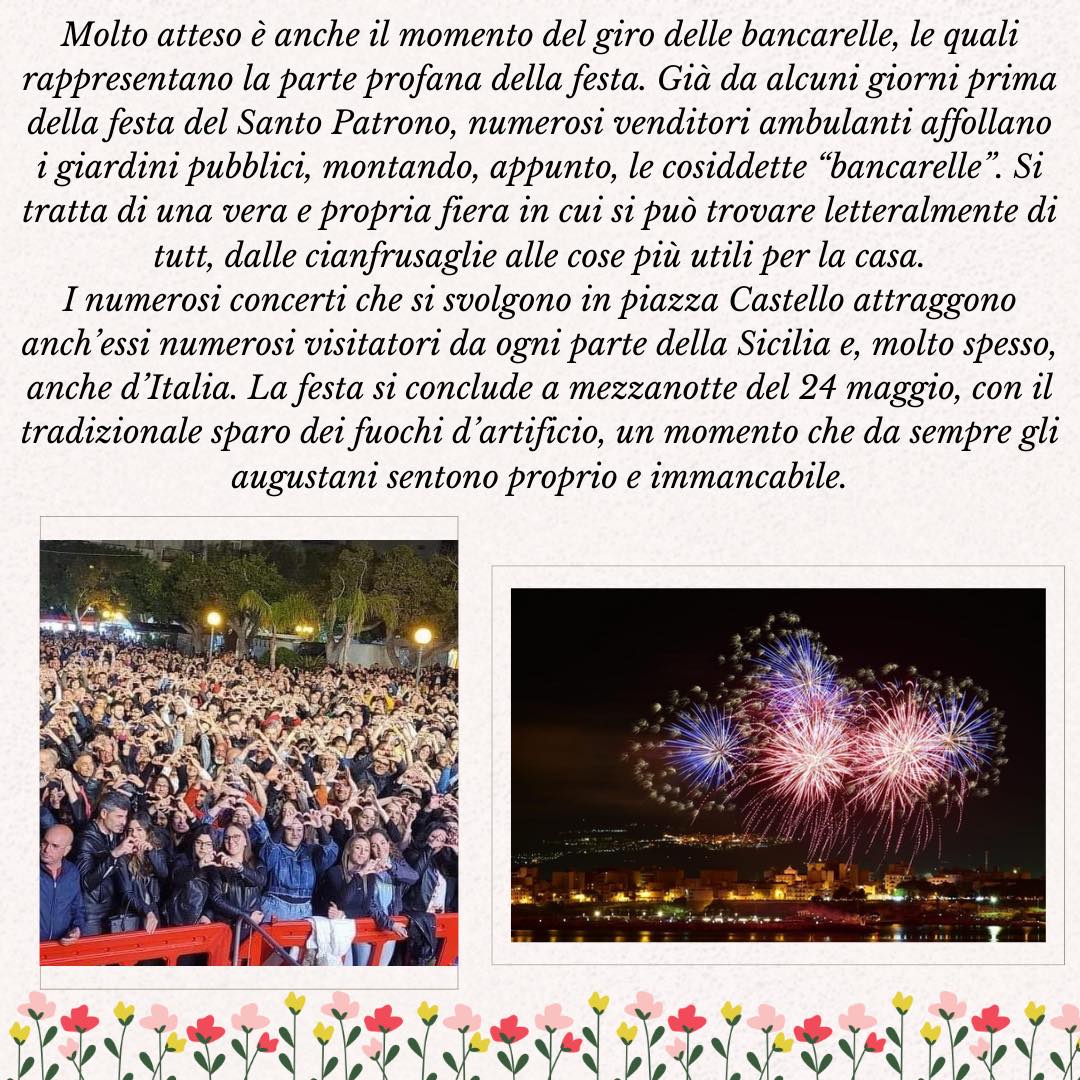 Molto atteso è anche il momento del giro delle bancarelle, le quali
rappresentano la parte profana della festa. Già da alcuni giorni prima
della festa del Santo Patrono, numerosi venditori ambulanti affollano
i giardini pubblici, montando, appunto, le cosiddette “bancarelle”. Si
tratta di una vera e propria fiera in cui si può trovare letteralmente di
tutt, dalle cianfrusaglie alle cose più utili per la casa.
I numerosi concerti che si svolgono in piazza Castello attraggono
anch’essi numerosi visitatori da ogni parte della Sicilia e, molto spesso,
anche d’Italia. La festa si conclude a mezzanotte del 24 maggio, con il
tradizionale sparo dei fuochi d’artificio, un momento che da sempre gli
augustani sentono proprio e immancabile.